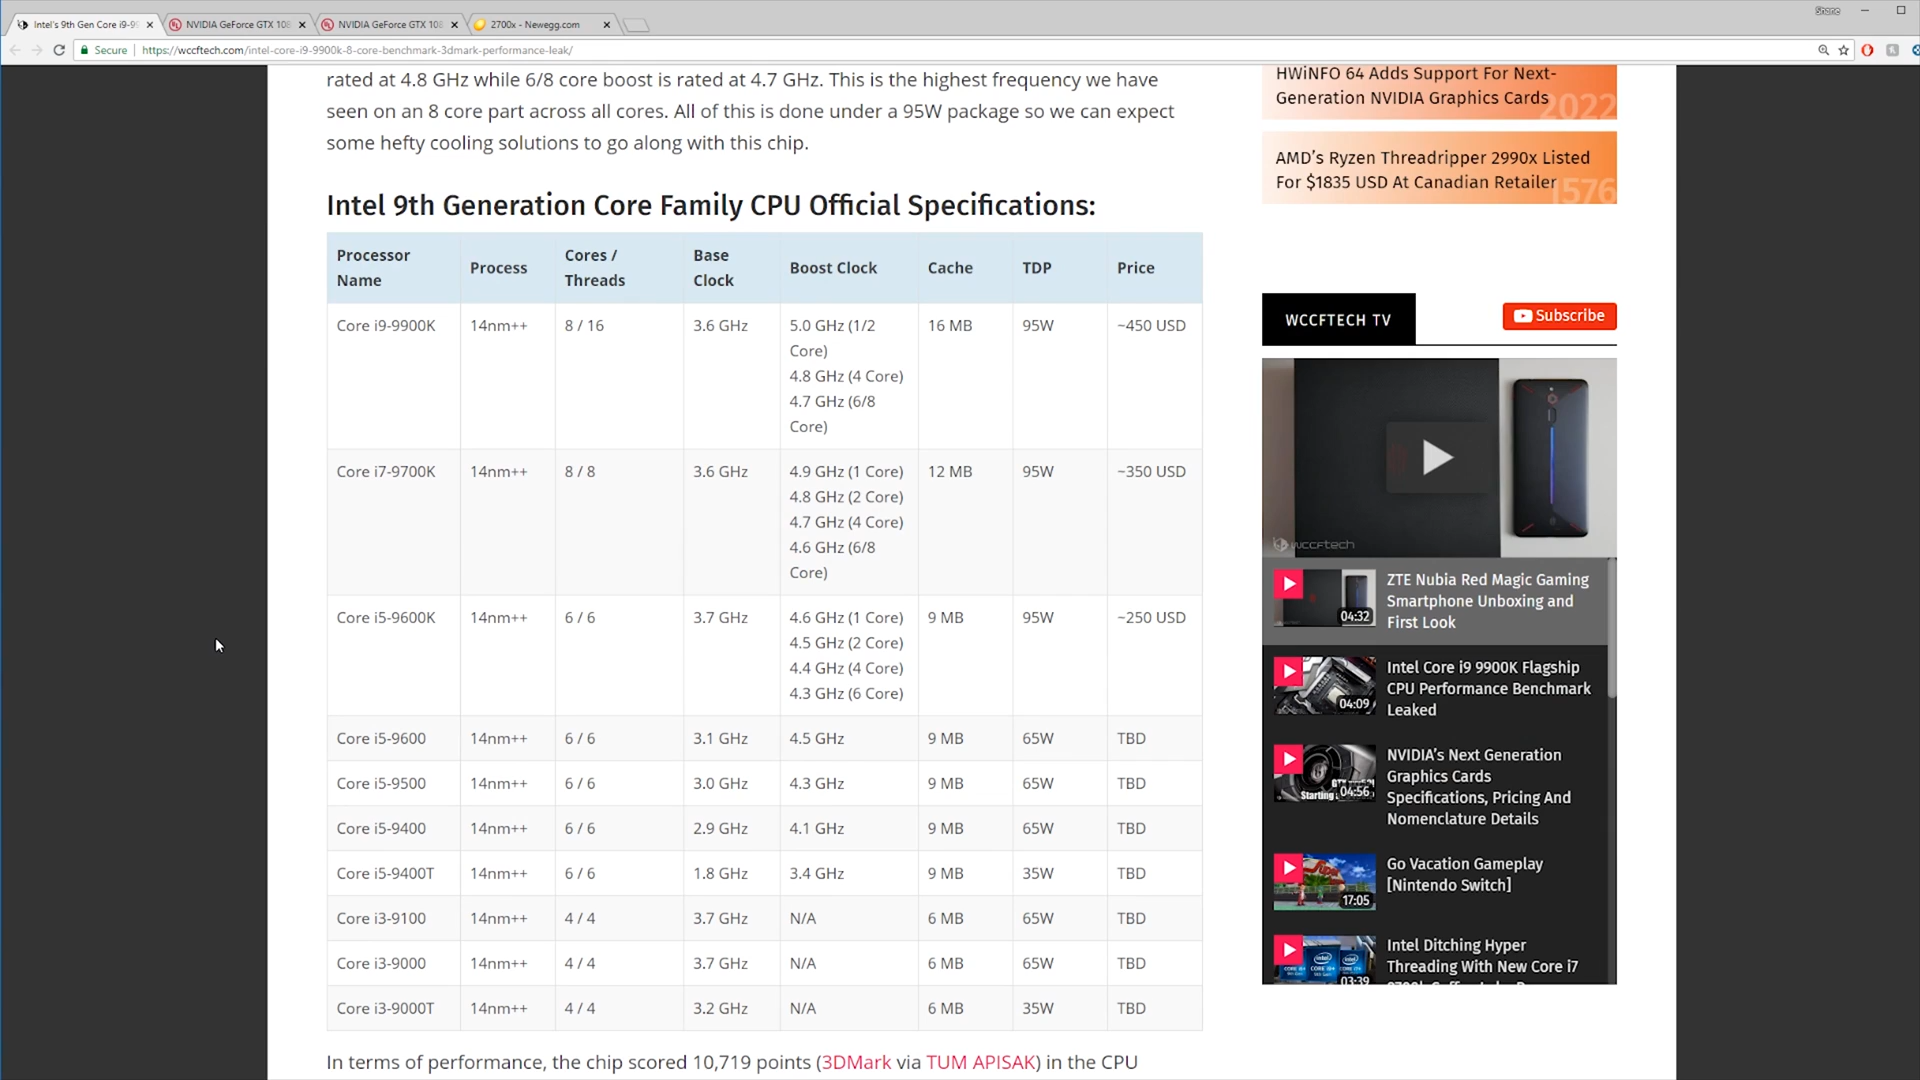 Intel's 9th Gen Core i9-9
NVIDIA GeForce GTX 108
NVIDIA GeForce GTX 108
2700x - Newegg.com
Shane
Secure
https://wccftech.com/intel-core-i9-9900k-8-core-benchmark-3dmark-performance-leak/
rated at 4.8 GHz while 6/8 core boost is rated at 4.7 GHz. This is the highest frequency we have
seen on an 8 core part across all cores. All of this is done under a 95W package so we can expect
some hefty cooling solutions to go along with this chip.
Intel 9th Generation Core Family CPU Official Specifications:
Processor Name Process Cores / Threads Base Clock Boost Clock Cache TDP Price
Core i9-9900K 14nm++ 8 / 16 3.6 GHz 5.0 GHz (1/2 16 MB 95W ~450 USD
Core)
4.8 GHz (4 Core)
4.7 GHz (6/8
Core)
Core i7-9700K 14nm++ 8 / 8 3.6 GHz 4.9 GHz (1 Core) 12 MB 95W ~350 USD
4.8 GHz (2 Core)
4.7 GHz (4 Core)
4.6 GHz (6/8
Core)
Core i5-9600K 14nm++ 6 / 6 3.7 GHz 4.6 GHz (1 Core) 9 MB 95W ~250 USD
4.5 GHz (2 Core)
4.4 GHz (4 Core)
4.3 GHz (6 Core)
Core i5-9600 14nm++ 6 / 6 3.1 GHz 4.5 GHz 9 MB 65W TBD
Core i5-9500 14nm++ 6 / 6 3.0 GHz 4.3 GHz 9 MB 65W TBD
Core i5-9400 14nm++ 6 / 6 2.9 GHz 4.1 GHz 9 MB 65W TBD
Core i5-9400T 14nm++ 6 / 6 1.8 GHz 3.4 GHz 9 MB 35W TBD
Core i3-9100 14nm++ 4 / 4 3.7 GHz N/A 6 MB 65W TBD
Core i3-9000 14nm++ 4 / 4 3.7 GHz N/A 6 MB 65W TBD
Core i3-9000T 14nm++ 4 / 4 3.2 GHz N/A 6 MB 35W TBD
In terms of performance, the chip scored 10,719 points (3DMark via TUM APISAK) in the CPU
HWiNFO 64 Adds Support For Next-
Generation NVIDIA Graphics Cards
2022
AMD's Ryzen Threadripper 2990x Listed
For $1835 USD At Canadian Retailer
1576
WCCFTECH TV
Subscribe
wccftech
ZTE Nubia Red Magic Gaming
Smartphone Unboxing and
First Look
04:32
Intel Core i9 9900K Flagship
CPU Performance Benchmark
Leaked
04:09
NVIDIA's Next Generation
Graphics Cards
Specifications, Pricing And
Nomenclature Details
Starting
04:56
Go Vacation Gameplay
[Nintendo Switch]
17:05
Intel Ditching Hyper
Threading With New Core i7
03:39